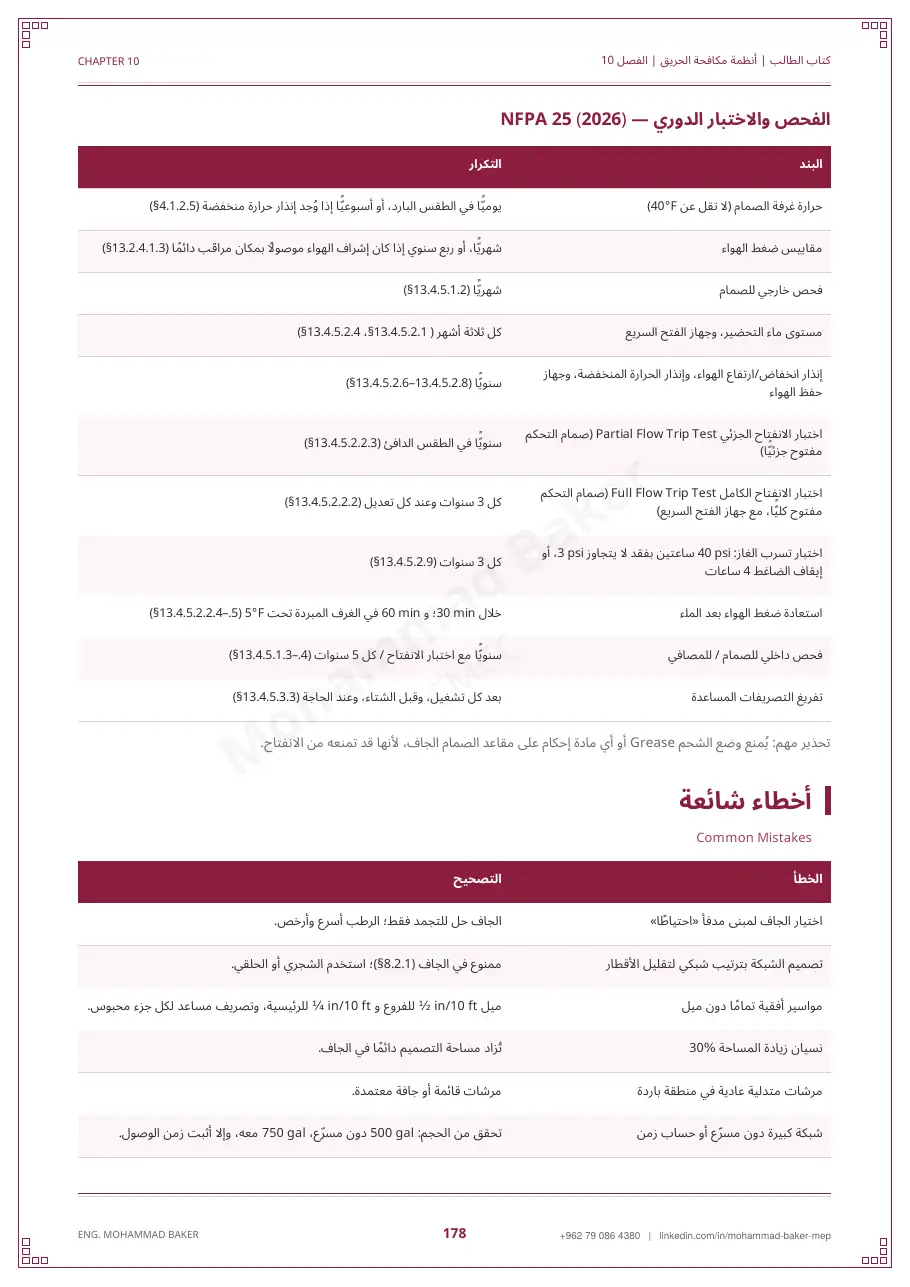 كتاب الطالب | أنظمة مكافحة الحريق | الفصل 10
CHAPTER 10
الفحص والاختبار الدوري — NFPA 25 (2026)
البند التكرار
حرارة غرفة الصمام (لا تقل عن 40°F) يوميًّا في الطقس البارد، أو أسبوعيًّا إذا وُجد إنذار حرارة منخفضة (§4.1.2.5)
مقاييس ضغط الهواء شهريًّا، أو ربع سنوي إذا كان إشراف الهواء موصولًا بمكان مراقَب دائمًا (§13.2.4.1.3)
فحص خارجي للصمام شهريًّا (§13.4.5.1.2)
مستوى ماء التحضير، وجهاز الفتح السريع كل ثلاثة أشهر ( §13.4.5.2.1، §13.4.5.2.4)
إنذار انخفاض/ارتفاع الهواء، وإنذار الحرارة المنخفضة، وجهاز
حفظ الهواء
سنويًّا (§13.4.5.2.6–13.4.5.2.8)
اختبار الانفتاح الجزئي Partial Flow Trip Test (صمام التحكم
مفتوح جزئيًّا)
سنويًّا في الطقس الدافئ (§13.4.5.2.2.3)
اختبار الانفتاح الكامل Full Flow Trip Test (صمام التحكم
مفتوح كليًّا، مع جهاز الفتح السريع)
كل 3 سنوات وعند كل تعديل (§13.4.5.2.2.2)
اختبار تسرب الغاز: 40 psi ساعتين بفقد لا يتجاوز 3 psi، أو
إيقاف الضاغط 4 ساعات
كل 3 سنوات (§13.4.5.2.9)
استعادة ضغط الهواء بعد الملء خلال 30 min؛ و 60 min في الغرف المبردة تحت 5°F (§13.4.5.2.2.4–.5)
فحص داخلي للصمام / للمصافي سنويًّا مع اختبار الانفتاح / كل 5 سنوات (§13.4.5.1.3–.4)
تفريغ التصريفات المساعدة بعد كل تشغيل، وقبل الشتاء، وعند الحاجة (§13.4.5.3.3)
تحذير مهم: يُمنع وضع الشحم Grease أو أي مادة إحكام على مقاعد الصمام الجاف، لأنها قد تمنعه من الانفتاح.
أخطاء شائعة
Common Mistakes
الخطأ التصحيح
اختيار الجاف لمبنى مدفأ «احتياطًا» الجاف حل للتجمد فقط؛ الرطب أسرع وأرخص.
تصميم الشبكة بترتيب شبكي لتقليل الأقطار ممنوع في الجاف (§8.2.1)؛ استخدم الشجري أو الحلقي.
مواسير أفقية تمامًا دون ميل ميل ½ in/10 ft للفروع و ¼ in/10 ft للرئيسية، وتصريف مساعد لكل جزء محبوس.
نسيان زيادة المساحة 30% تُزاد مساحة التصميم دائمًا في الجاف.
مرشات متدلية عادية في منطقة باردة مرشات قائمة أو جافة معتمدة.
شبكة كبيرة دون مسرّع أو حساب زمن تحقق من الحجم: 500 gal دون مسرّع، 750 gal معه، وإلا أثبت زمن الوصول.
Mohammad Baker
ENG. MOHAMMAD BAKER
178
+962 79 086 4380 | linkedin.com/in/mohammad-baker-mep